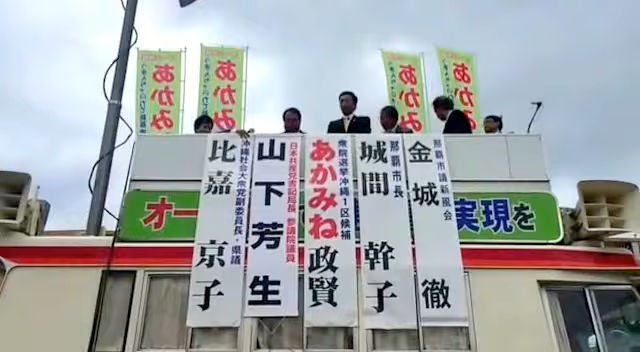 あかみ
あかみ
あかみ
あかみ
オー
実現を
沖縄社会大衆党副委員長・県議
比嘉京子
日本共産党書記局長 参議院議員
山下芳生
衆院選挙沖縄1区候補
あかみね政賢
那覇市長
城間幹子
那覇市議新風会
金城徹